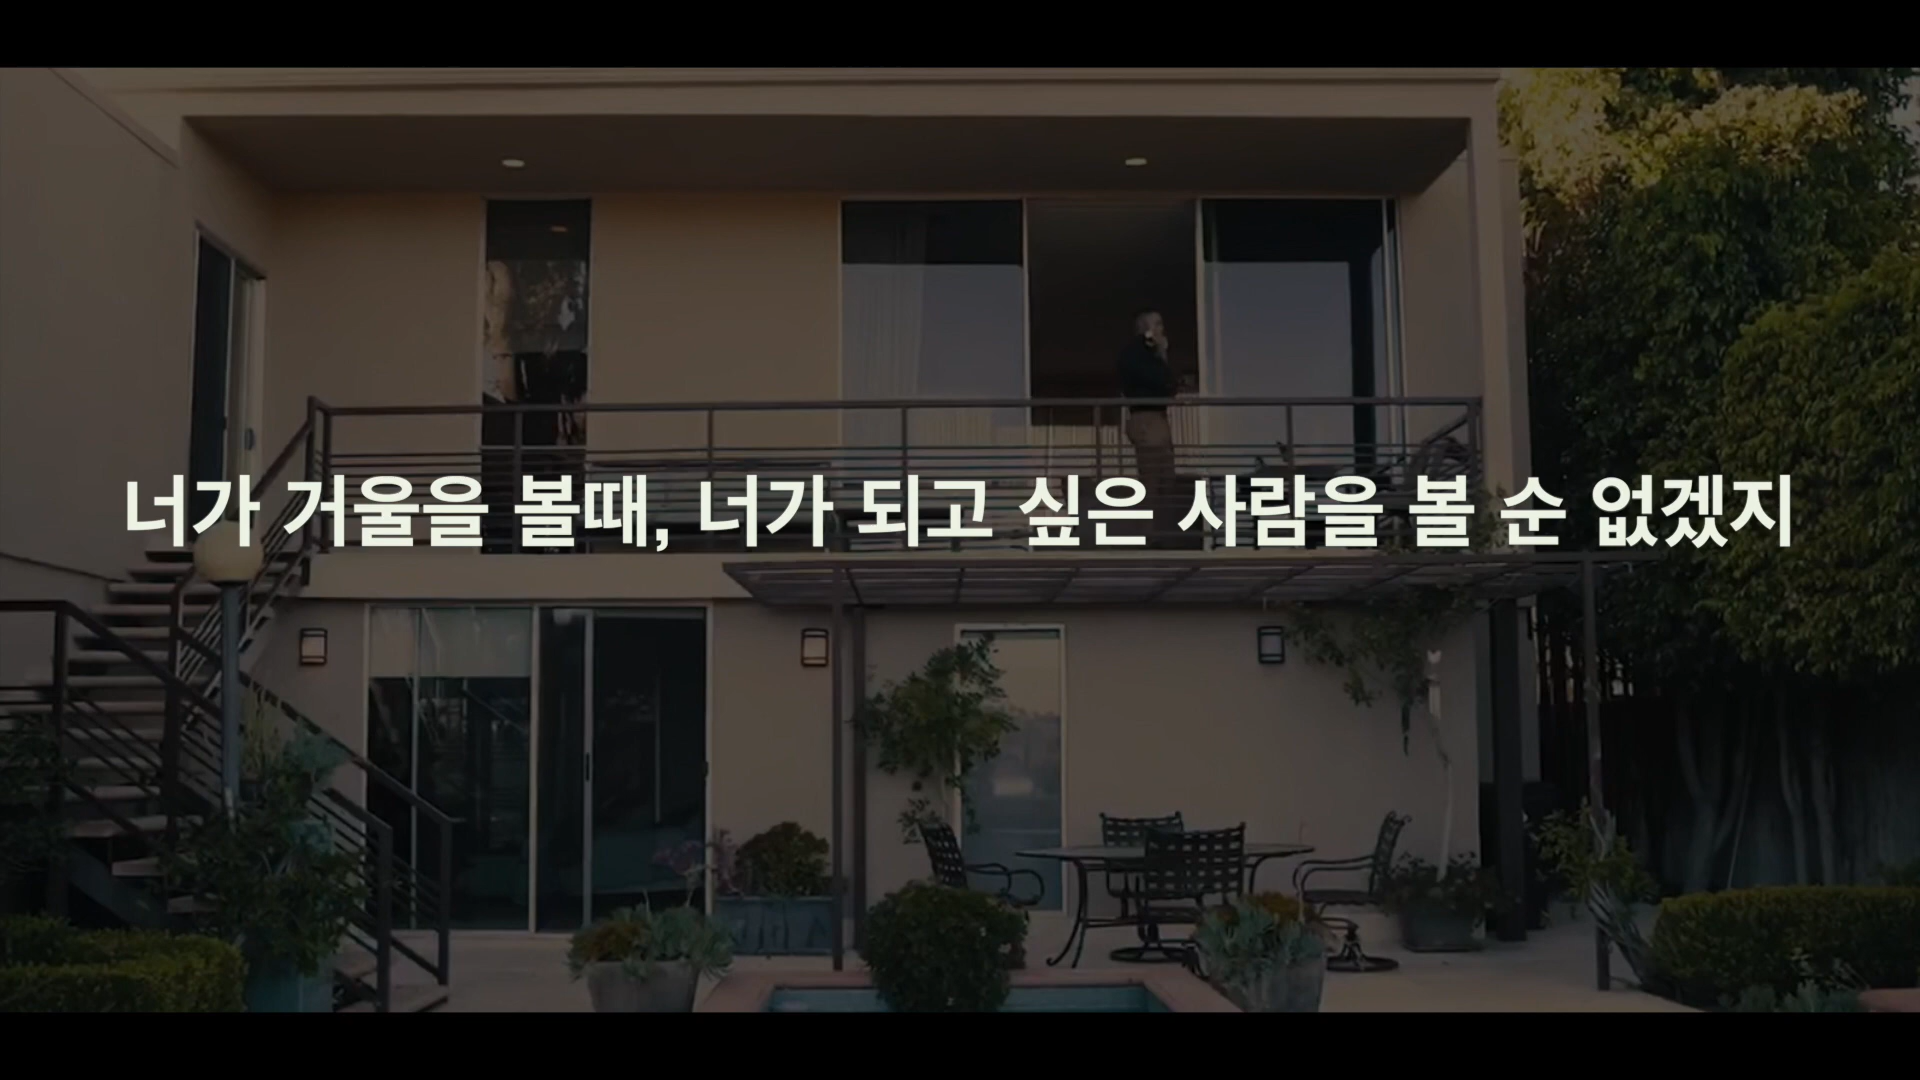 너가 거울을 볼때, 너가 되고 싶은 사람을 볼 순 없겠지